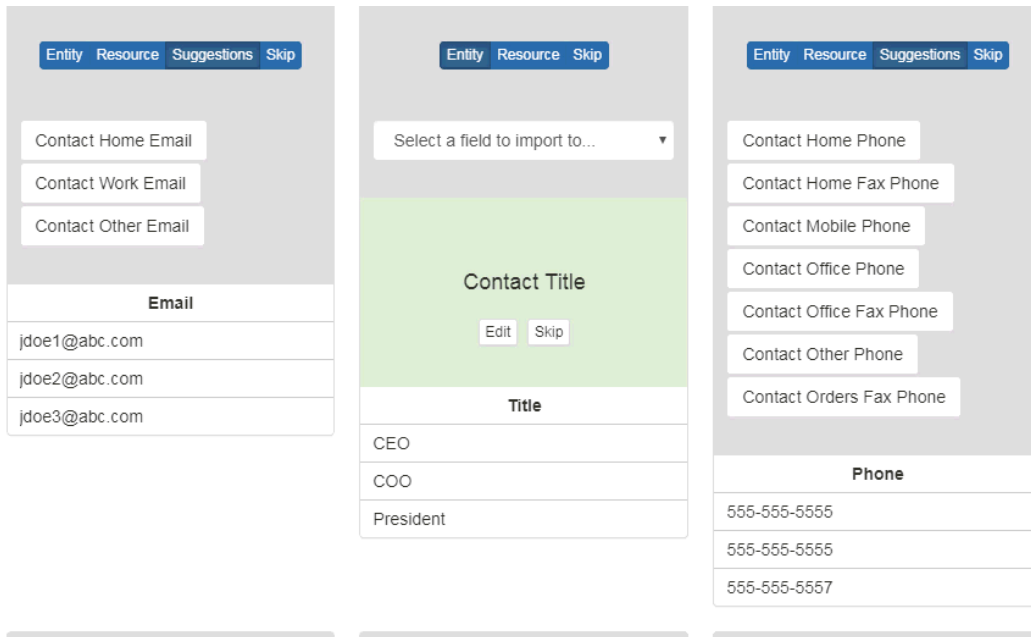 Entity Resource Suggestions Skip
Contact Home Email
Contact Work Email
Contact Other Email
Email
jdoe1@abc.com
jdoe2@abc.com
jdoe3@abc.com
Entity Resource Skip
Select a field to import to...
Contact Title
Edit Skip
Title
CEO
COO
President
Entity Resource Suggestions Skip
Contact Home Phone
Contact Home Fax Phone
Contact Mobile Phone
Contact Office Phone
Contact Office Fax Phone
Contact Other Phone
Contact Orders Fax Phone
Phone
555-555-5555
555-555-5555
555-555-5557